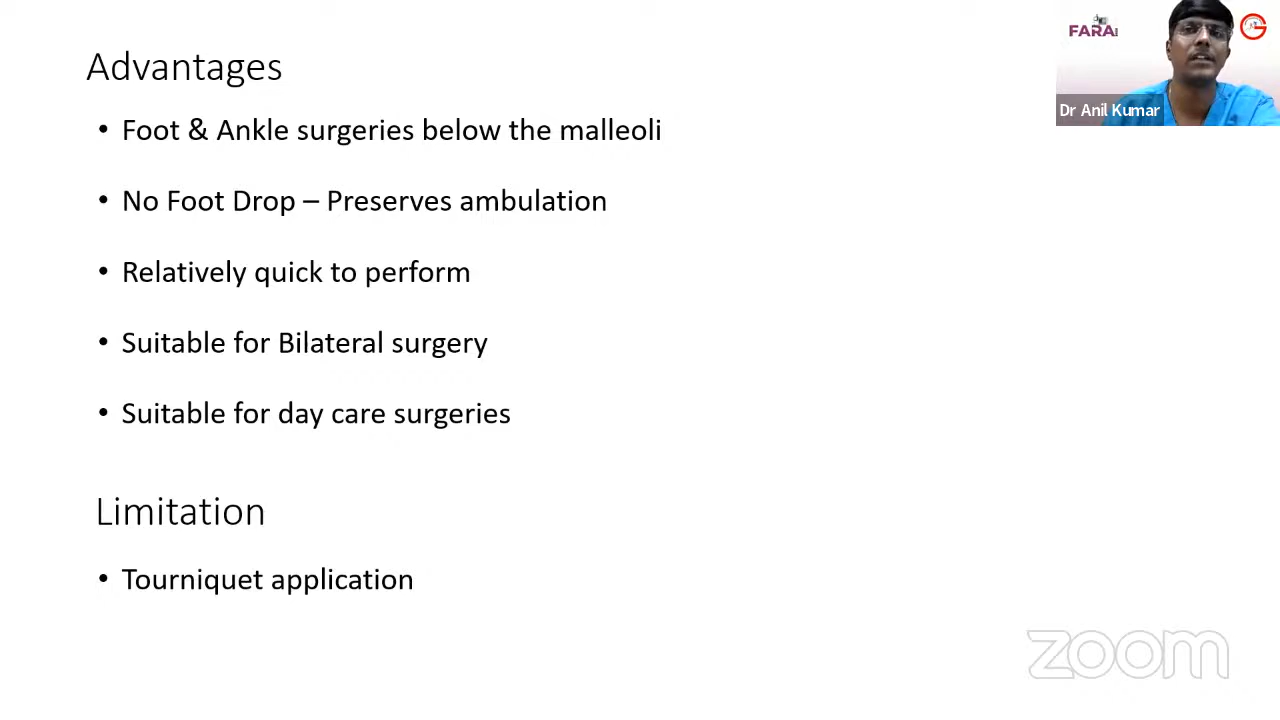 Advantages
• Foot & Ankle surgeries below the malleoli
• No Foot Drop – Preserves ambulation
• Relatively quick to perform
• Suitable for Bilateral surgery
• Suitable for day care surgeries
Limitation
• Tourniquet application
FARA
Dr Anil Kumar
zoom